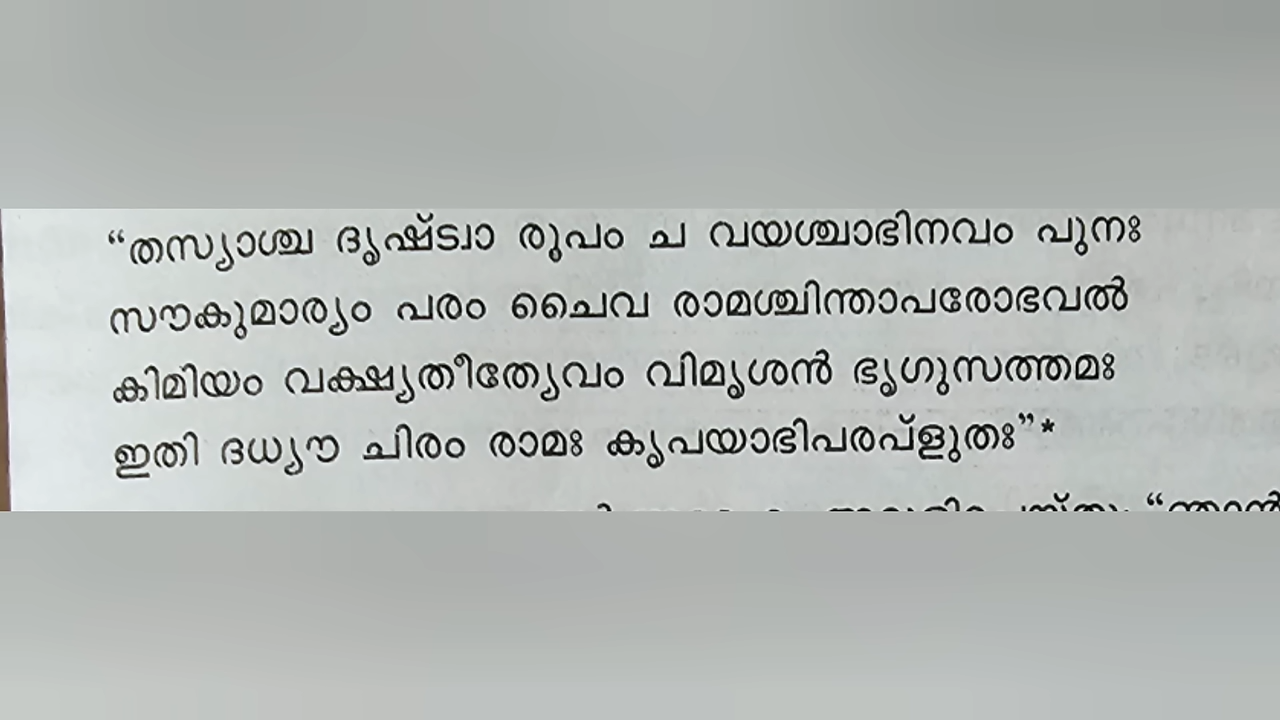 “തസ്യാശ്ച ദൃഷ്ട്വാ രൂപം ച വയശ്ചാഭിനവം പുനഃ
സൗകുമാര്യം പരം ചൈവ രാമശ്ചിന്താപരോഭവൽ
കിമിയം വക്ഷ്യതീത്യേവം വിമൃശൻ ഭൃഗുസത്തമഃ
ഇതി ദധ്യൗ ചിരം രാമഃ കൃപയാഭിപരപ്ളുതഃ”*
“ഞാൻ